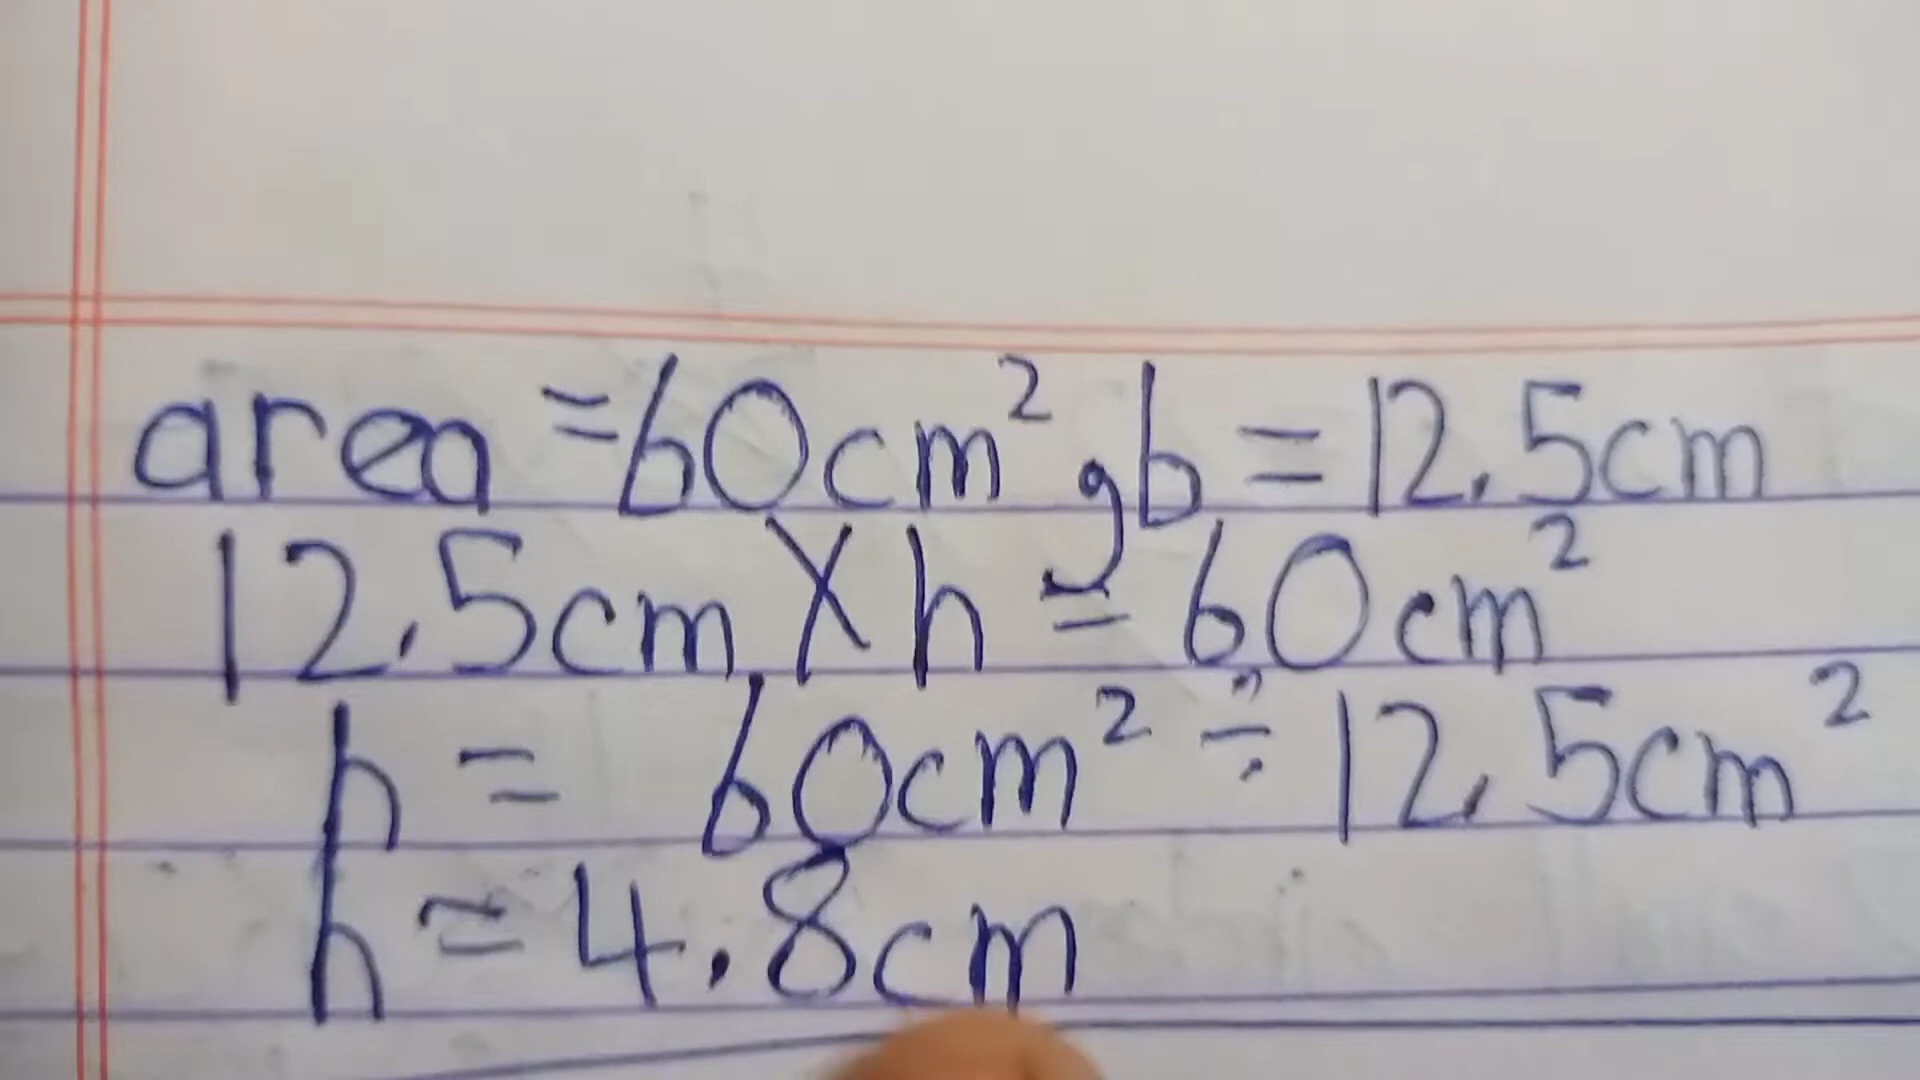 area = 60cm², b = 12.5cm
12.5cm X h = 60cm²
h = 60cm² ÷ 12.5cm²
h = 4.8cm